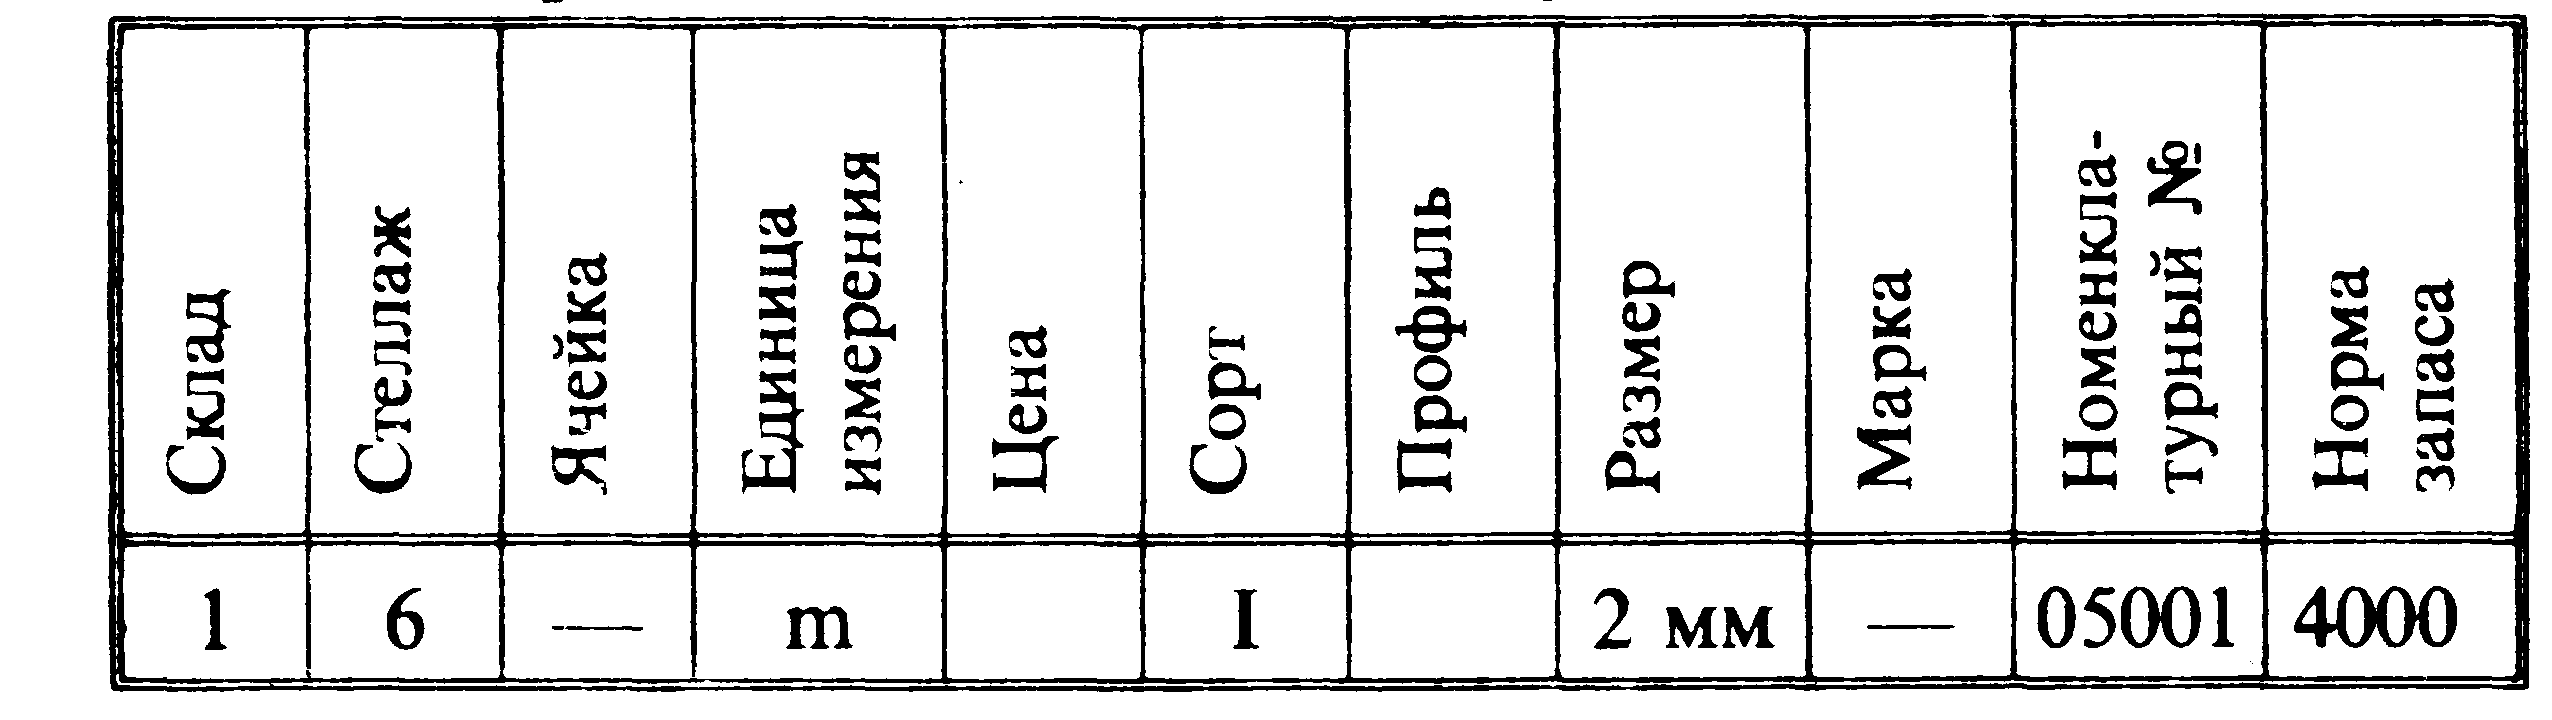 Склад
Стеллаж
Ячейка
Единица
измерения
Цена
Сорт
Профиль
Размер
Марка
Номенкла-
турный №
Норма
запаса
1
6
—
m
I
2 мм
—
05001
4000